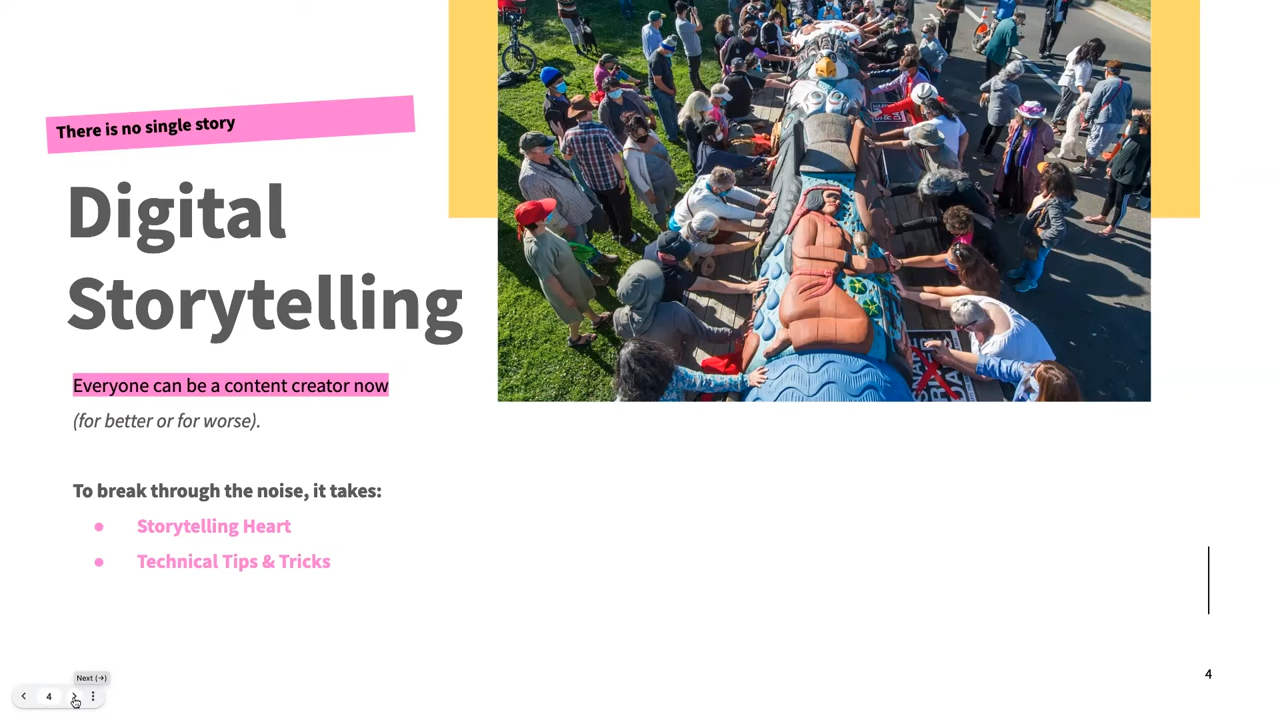 There is no single story
Digital
Storytelling
Everyone can be a content creator now
(for better or for worse).
To break through the noise, it takes:
● Storytelling Heart
● Technical Tips & Tricks
4
Next (→)
4